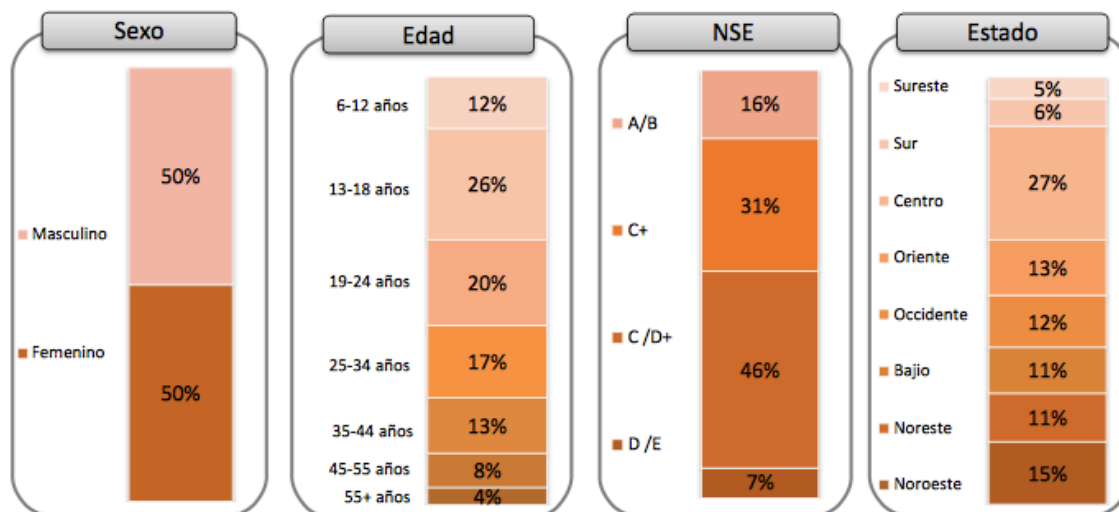 Sexo
50%
Masculino
Femenino
50%
Edad
6-12 años 12%
13-18 años 26%
19-24 años 20%
25-34 años 17%
35-44 años 13%
45-55 años 8%
55+ años 4%
NSE
A/B 16%
C+ 31%
C /D+ 46%
D /E 7%
Estado
Sureste 5%
Sur 6%
Centro 27%
Oriente 13%
Occidente 12%
Bajio 11%
Noreste 11%
Noroeste 15%